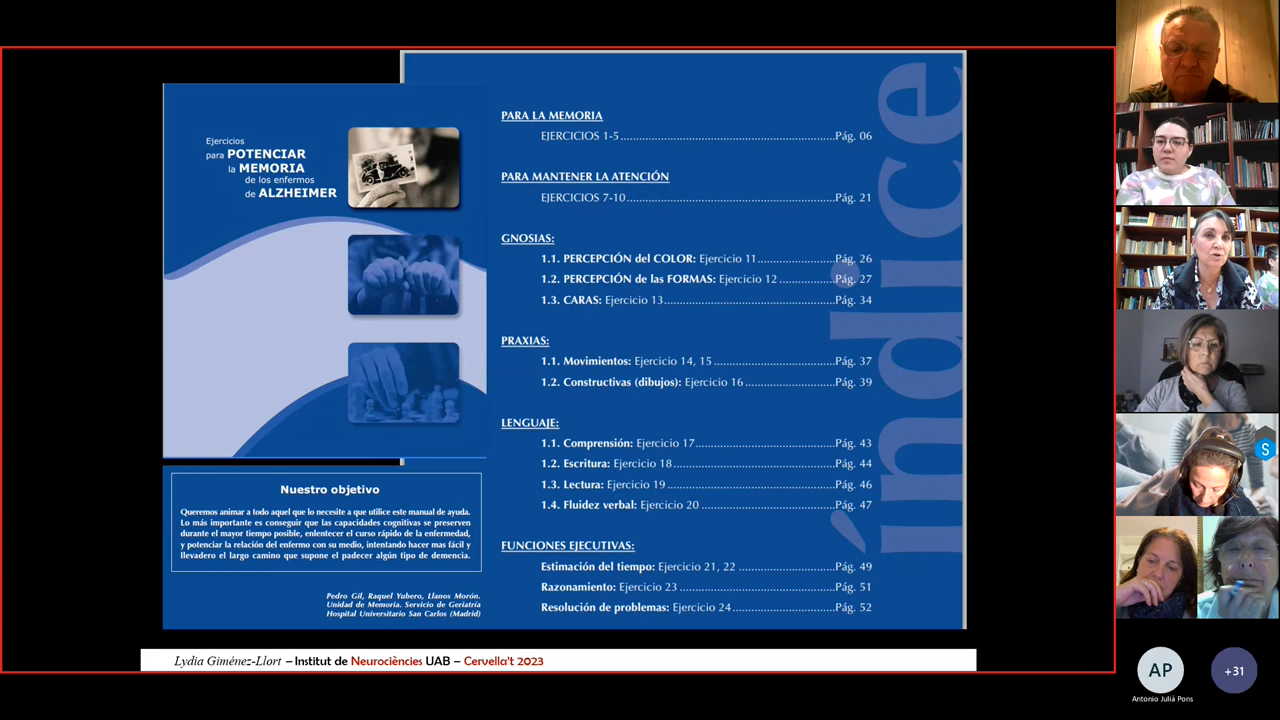 Ejercicios
para POTENCIAR
la MEMORIA
de los enfermos
de ALZHEIMER
Nuestro objetivo
Queremos animar a todo aquel que lo necesite a que utilice este manual de ayuda.
Lo más importante es conseguir que las capacidades cognitivas se preserven
durante el mayor tiempo posible, enlentecer el curso rápido de la enfermedad,
y potenciar la relación del enfermo con su medio, intentando hacer mas fácil y
llevadero el largo camino que supone el padecer algún tipo de demencia.
Pedro Gil, Raquel Yubero, Llanos Morón.
Unidad de Memoria. Servicio de Geriatría
Hospital Universitario San Carlos (Madrid)
índice
PARA LA MEMORIA
EJERCICIOS 1-5 Pág. 06
PARA MANTENER LA ATENCIÓN
EJERCICIOS 7-10 Pág. 21
GNOSIAS:
1.1. PERCEPCIÓN del COLOR: Ejercicio 11 Pág. 26
1.2. PERCEPCIÓN de las FORMAS: Ejercicio 12 Pág. 27
1.3. CARAS: Ejercicio 13 Pág. 34
PRAXIAS:
1.1. Movimientos: Ejercicio 14, 15 Pág. 37
1.2. Constructivas (dibujos): Ejercicio 16 Pág. 39
LENGUAJE:
1.1. Comprensión: Ejercicio 17 Pág. 43
1.2. Escritura: Ejercicio 18 Pág. 44
1.3. Lectura: Ejercicio 19 Pág. 46
1.4. Fluidez verbal: Ejercicio 20 Pág. 47
FUNCIONES EJECUTIVAS:
Estimación del tiempo: Ejercicio 21, 22 Pág. 49
Razonamiento: Ejercicio 23 Pág. 51
Resolución de problemas: Ejercicio 24 Pág. 52
Lydia Giménez-Llort – Institut de Neurociències UAB – Cervella't 2023
S
AP
Antonio Julià Pons
+31